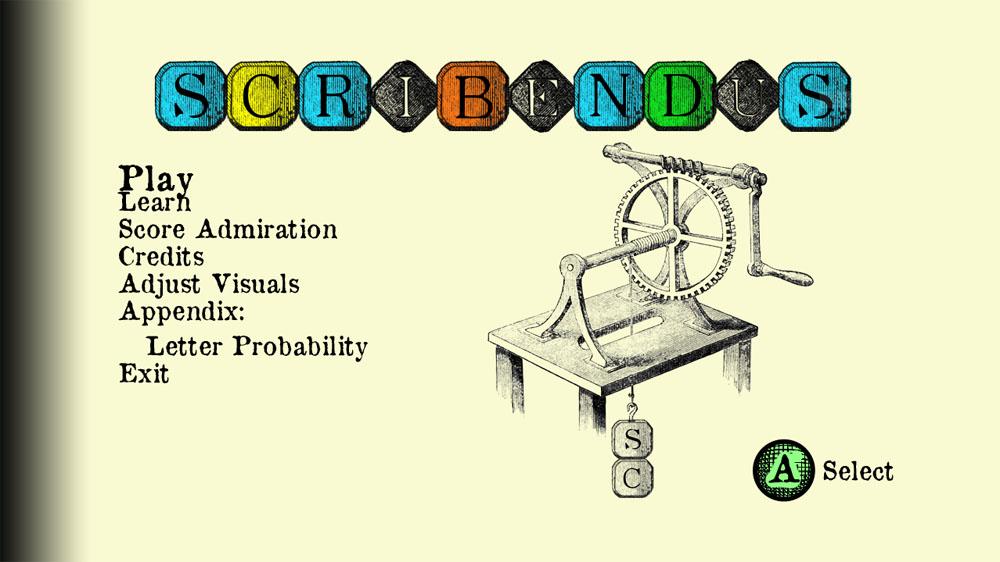 SCRIBENDUS
Play
Learn
Score Admiration
Credits
Adjust Visuals
Appendix:
Letter Probability
Exit
S
C
A Select